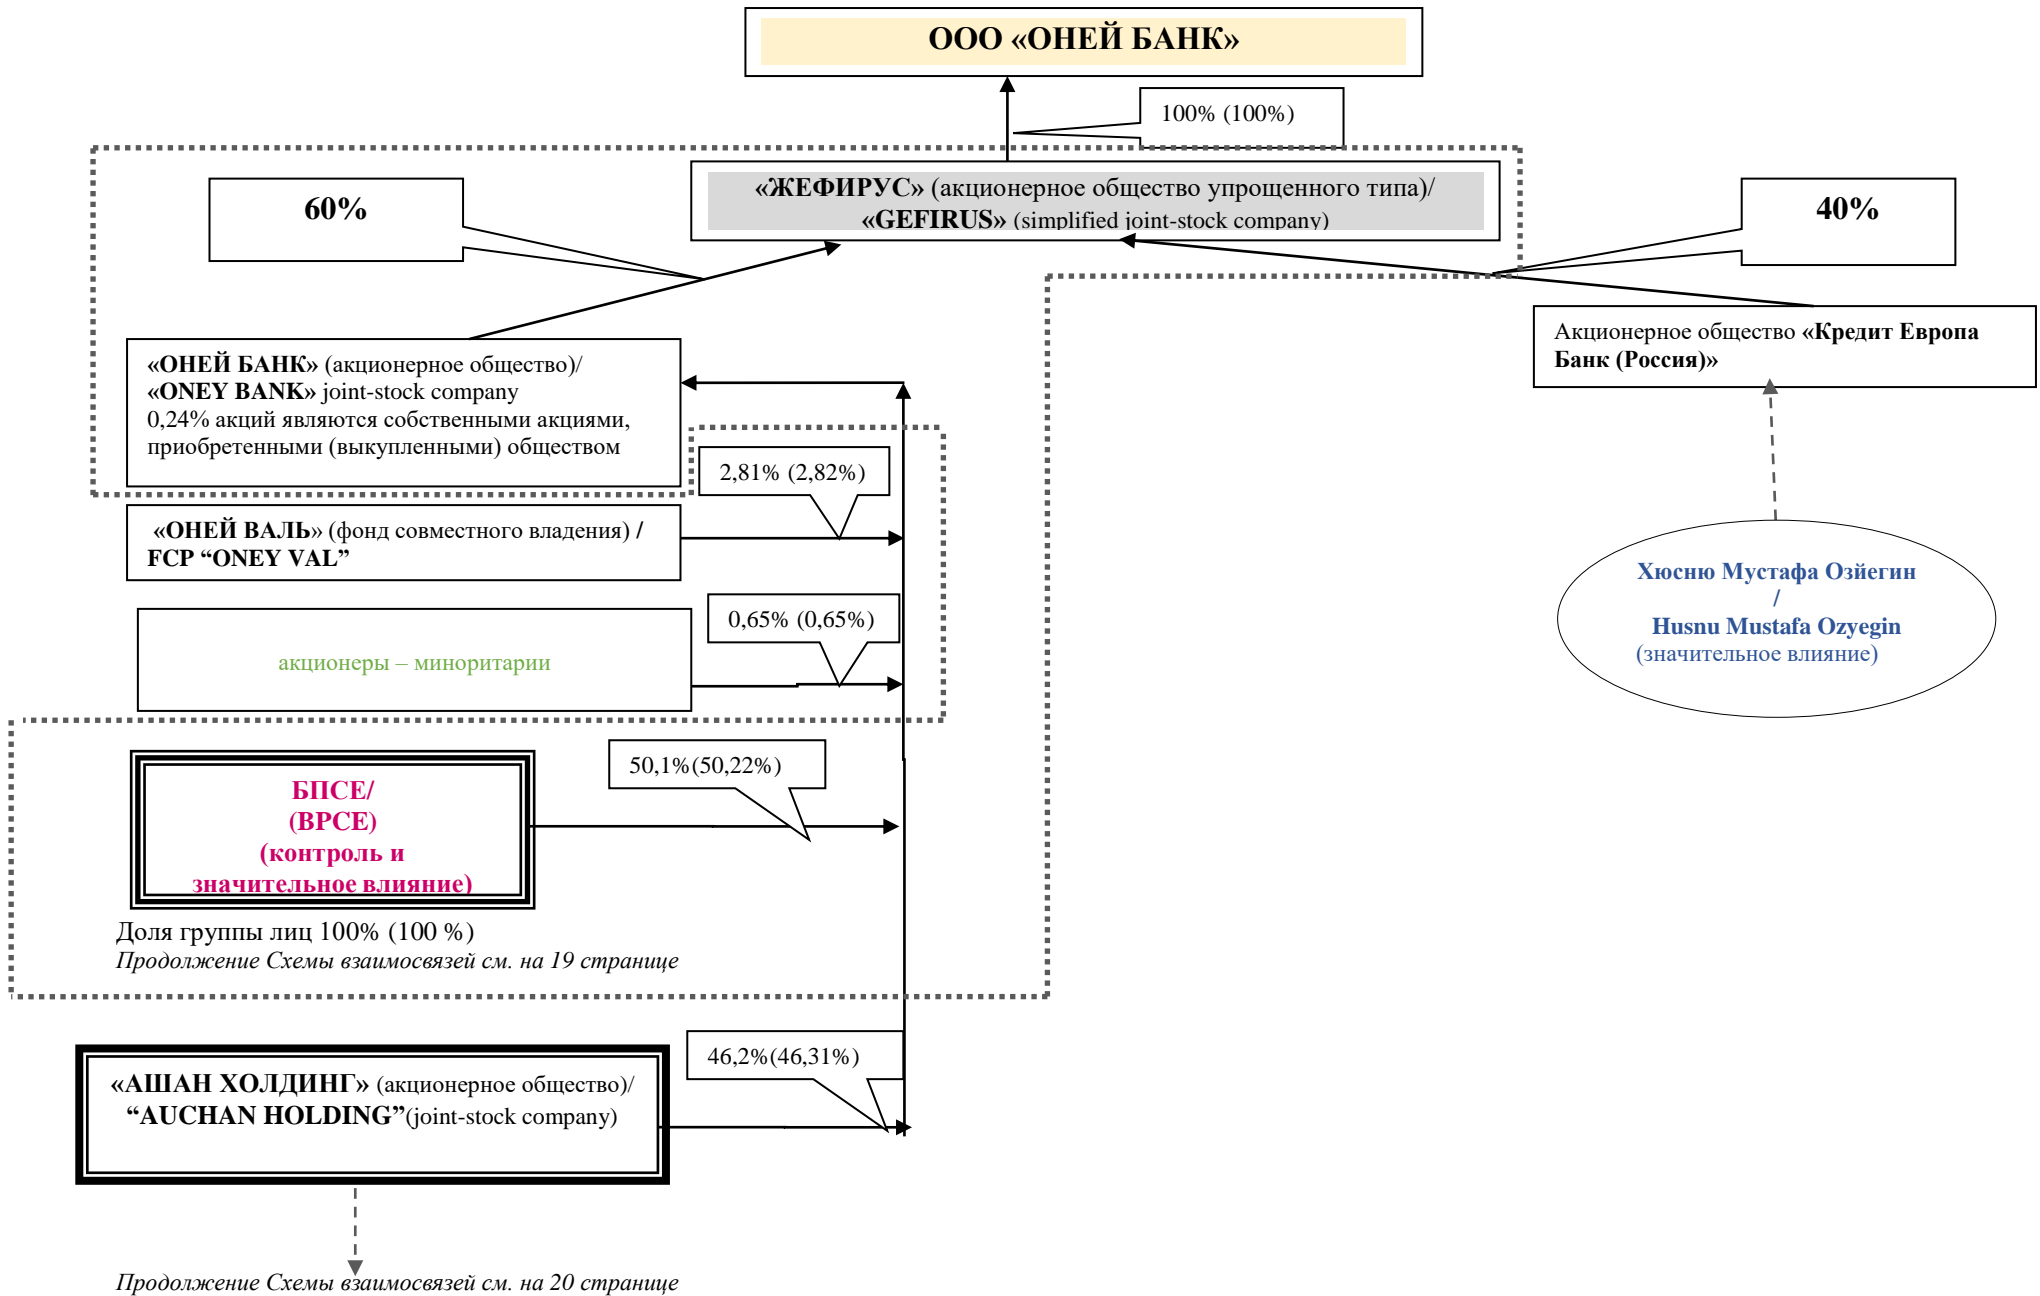 ООО «ОНЕЙ БАНК»
100% (100%)
«ЖЕФИРУС» (акционерное общество упрощенного типа)/
«GEFIRUS» (simplified joint-stock company)
60%
40%
«ОНЕЙ БАНК» (акционерное общество)/
«ONEY BANK» joint-stock company
0,24% акций являются собственными акциями,
приобретенными (выкупленными) обществом
Акционерное общество «Кредит Европа
Банк (Россия)»
2,81% (2,82%)
«ОНЕЙ ВАЛЬ» (фонд совместного владения) /
FCP “ONEY VAL”
0,65% (0,65%)
акционеры – миноритарии
Хюсню Мустафа Озйегин
/
Husnu Mustafa Ozyegin
(значительное влияние)
50,1%(50,22%)
БПСЕ/
(BPCE)
(контроль и
значительное влияние)
Доля группы лиц 100% (100 %)
Продолжение Схемы взаимосвязей см. на 19 странице
46,2%(46,31%)
«АШАН ХОЛДИНГ» (акционерное общество)/
“AUCHAN HOLDING”(joint-stock company)
Продолжение Схемы взаимосвязей см. на 20 странице